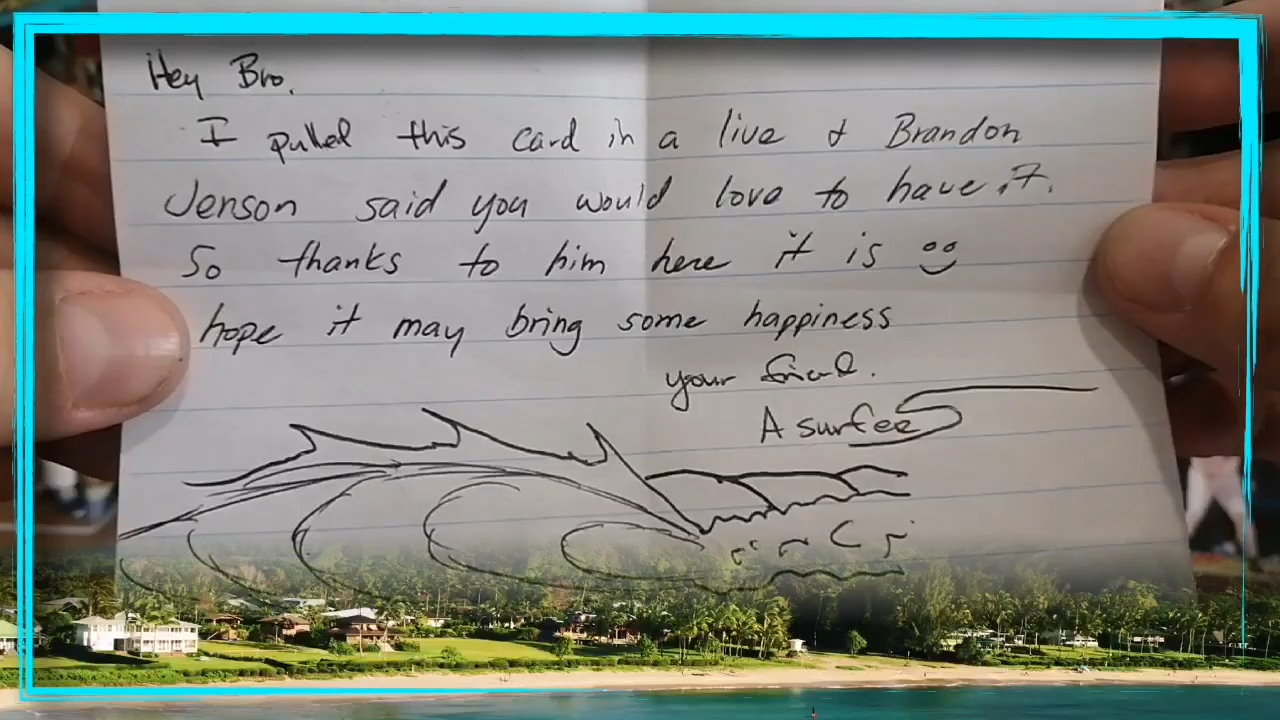 Hey Bro.
I pulled this card in a live & Brandon
Jenson said you would love to have it.
So thanks to him here it is
hope it may bring some happiness
your friend.
A surfer